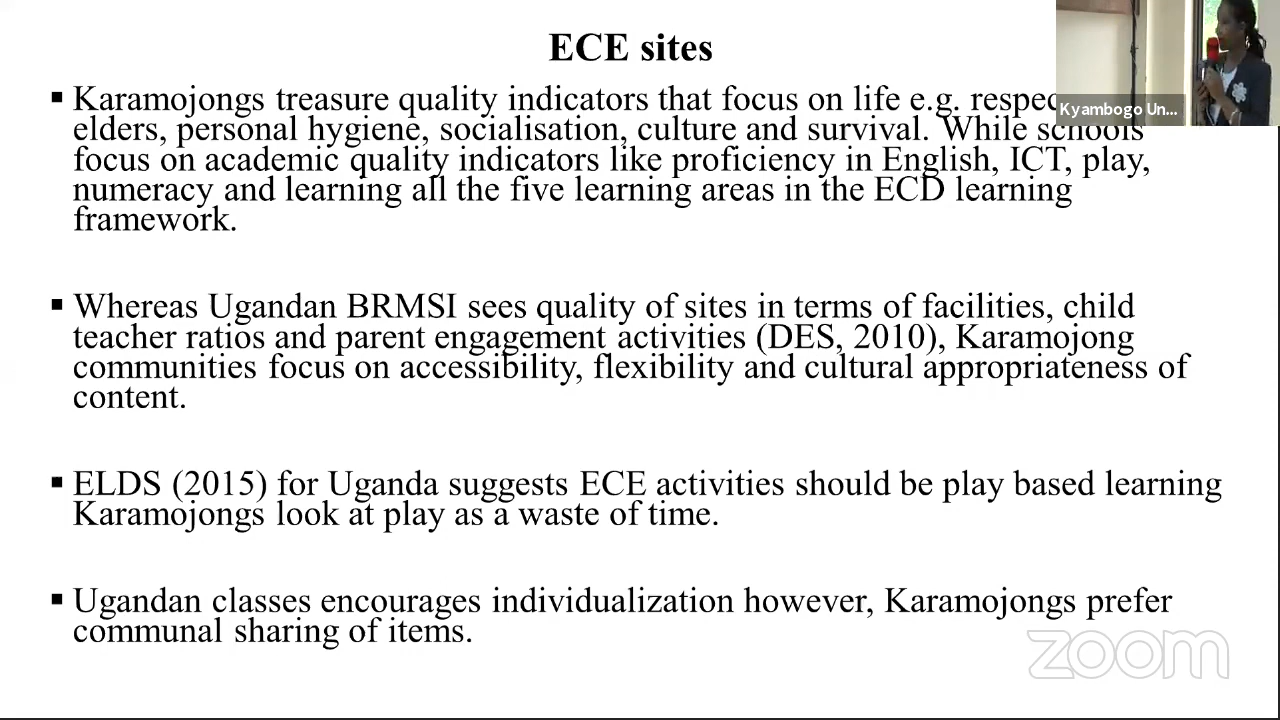 ECE sites
▪ Karamojongs treasure quality indicators that focus on life e.g. respec
elders, personal hygiene, socialisation, culture and survival. While schools
focus on academic quality indicators like proficiency in English, ICT, play,
numeracy and learning all the five learning areas in the ECD learning
framework.
▪ Whereas Ugandan BRMSI sees quality of sites in terms of facilities, child
teacher ratios and parent engagement activities (DES, 2010), Karamojong
communities focus on accessibility, flexibility and cultural appropriateness of
content.
▪ ELDS (2015) for Uganda suggests ECE activities should be play based learning
Karamojongs look at play as a waste of time.
▪ Ugandan classes encourages individualization however, Karamojongs prefer
communal sharing of items.
Kyambogo Un...
zoom